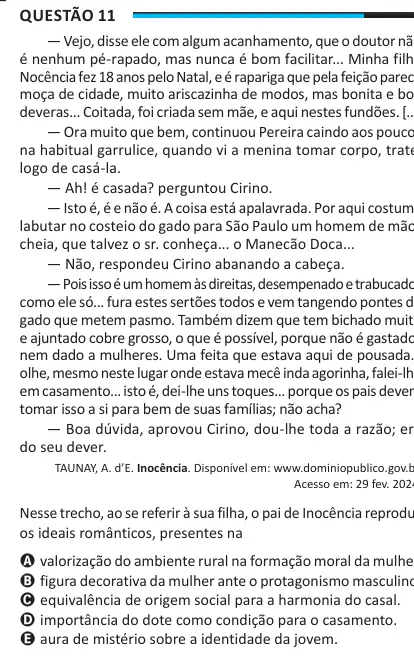 QUESTÃO 11
— Vejo, disse ele com algum acanhamento, que o doutor nã
é nenhum pé-rapado, mas nunca é bom facilitar... Minha filh
Nocência fez 18 anos pelo Natal, e é rapariga que pela feição parec
moça de cidade, muito ariscazinha de modos, mas bonita e bo
deveras... Coitada, foi criada sem mãe, e aqui nestes fundões. [..
— Ora muito que bem, continuou Pereira caindo aos pouco
na habitual garrulice, quando vi a menina tomar corpo, trate
logo de casá-la.
— Ah! é casada? perguntou Cirino.
— Isto é, é e não é. A coisa está apalavrada. Por aqui costum
labutar no costeio do gado para São Paulo um homem de mão
cheia, que talvez o sr. conheça... o Manecão Doca...
— Não, respondeu Cirino abanando a cabeça.
— Pois isso é um homem às direitas, desempenado e trabucado
como ele só... fura estes sertões todos e vem tangendo pontes d
gado que metem pasmo. Também dizem que tem bichado muit
e ajuntado cobre grosso, o que é possível, porque não é gastado
nem dado a mulheres. Uma feita que estava aqui de pousada.
olhe, mesmo neste lugar onde estava mecê inda agorinha, falei-lh
em casamento... isto é, dei-lhe uns toques... porque os pais dever
tomar isso a si para bem de suas famílias; não acha?
— Boa dúvida, aprovou Cirino, dou-lhe toda a razão; er
do seu dever.
TAUNAY, A. d’E. Inocência. Disponível em: www.dominiopublico.gov.b
Acesso em: 29 fev. 2024
Nesse trecho, ao se referir à sua filha, o pai de Inocência reprodu
os ideais românticos, presentes na
A valorização do ambiente rural na formação moral da mulhe
B figura decorativa da mulher ante o protagonismo masculino
C equivalência de origem social para a harmonia do casal.
D importância do dote como condição para o casamento.
E aura de mistério sobre a identidade da jovem.